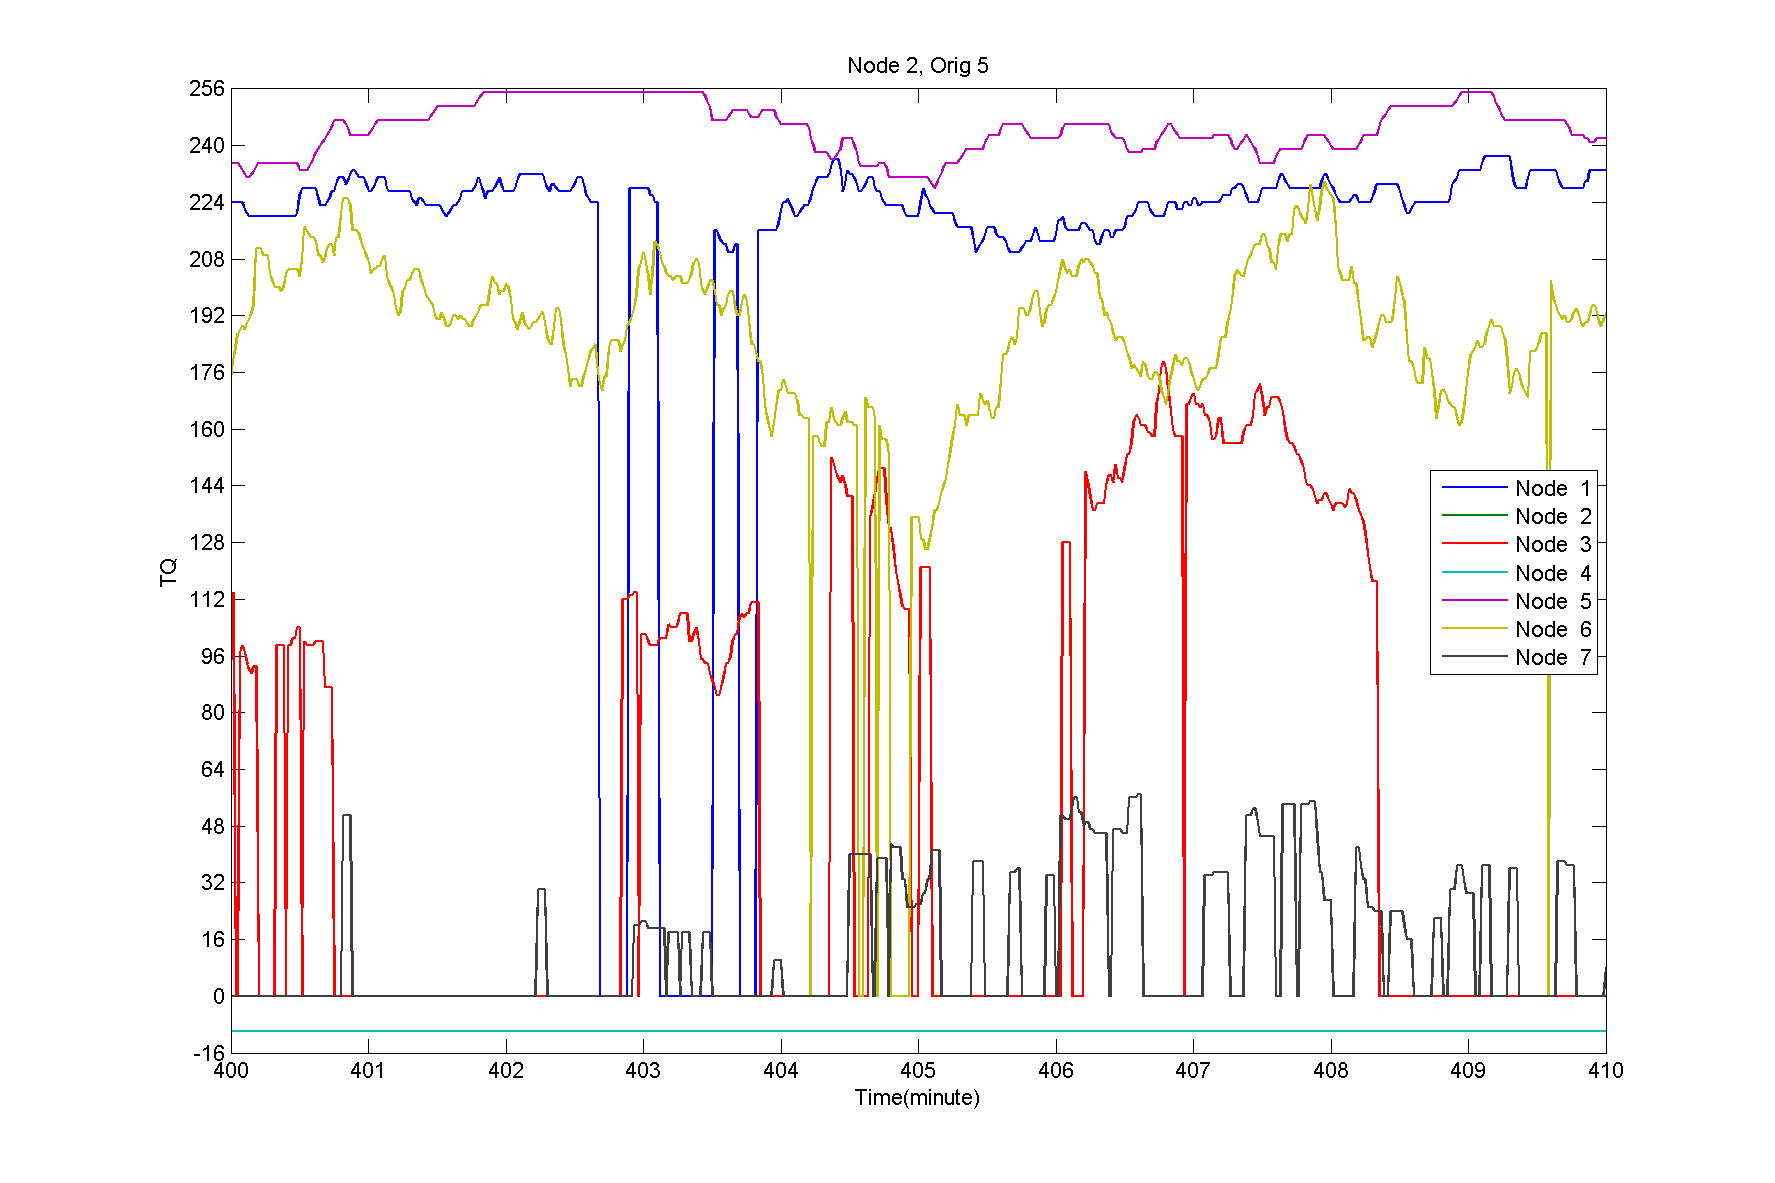 Node 2, Orig 5
256
240
224
208
192
176
160
144
128
112
96
80
64
48
32
16
0
-16
TQ
Node 1
Node 2
Node 3
Node 4
Node 5
Node 6
Node 7
400 401 402 403 404 405 406 407 408 409 410
Time(minute)